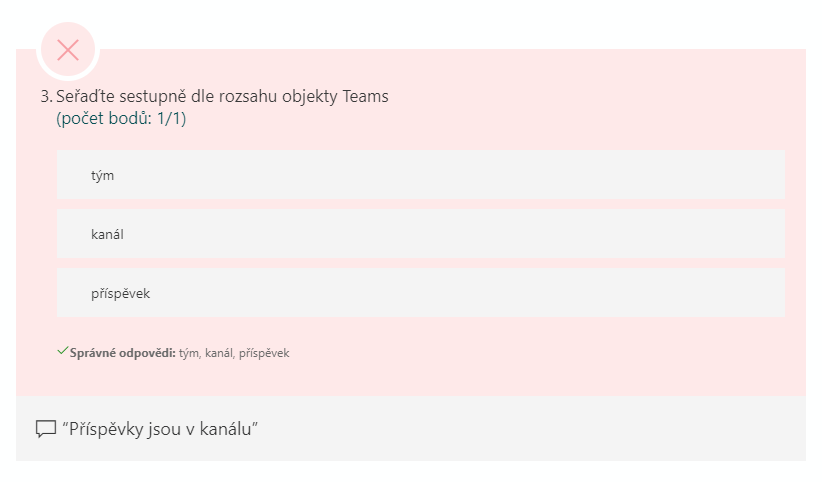 3. Seřaďte sestupně dle rozsahu objekty Teams
(počet bodů: 1/1)
tým
kanál
příspěvek
Správné odpovědi: tým, kanál, příspěvek
“Příspěvky jsou v kanálu”